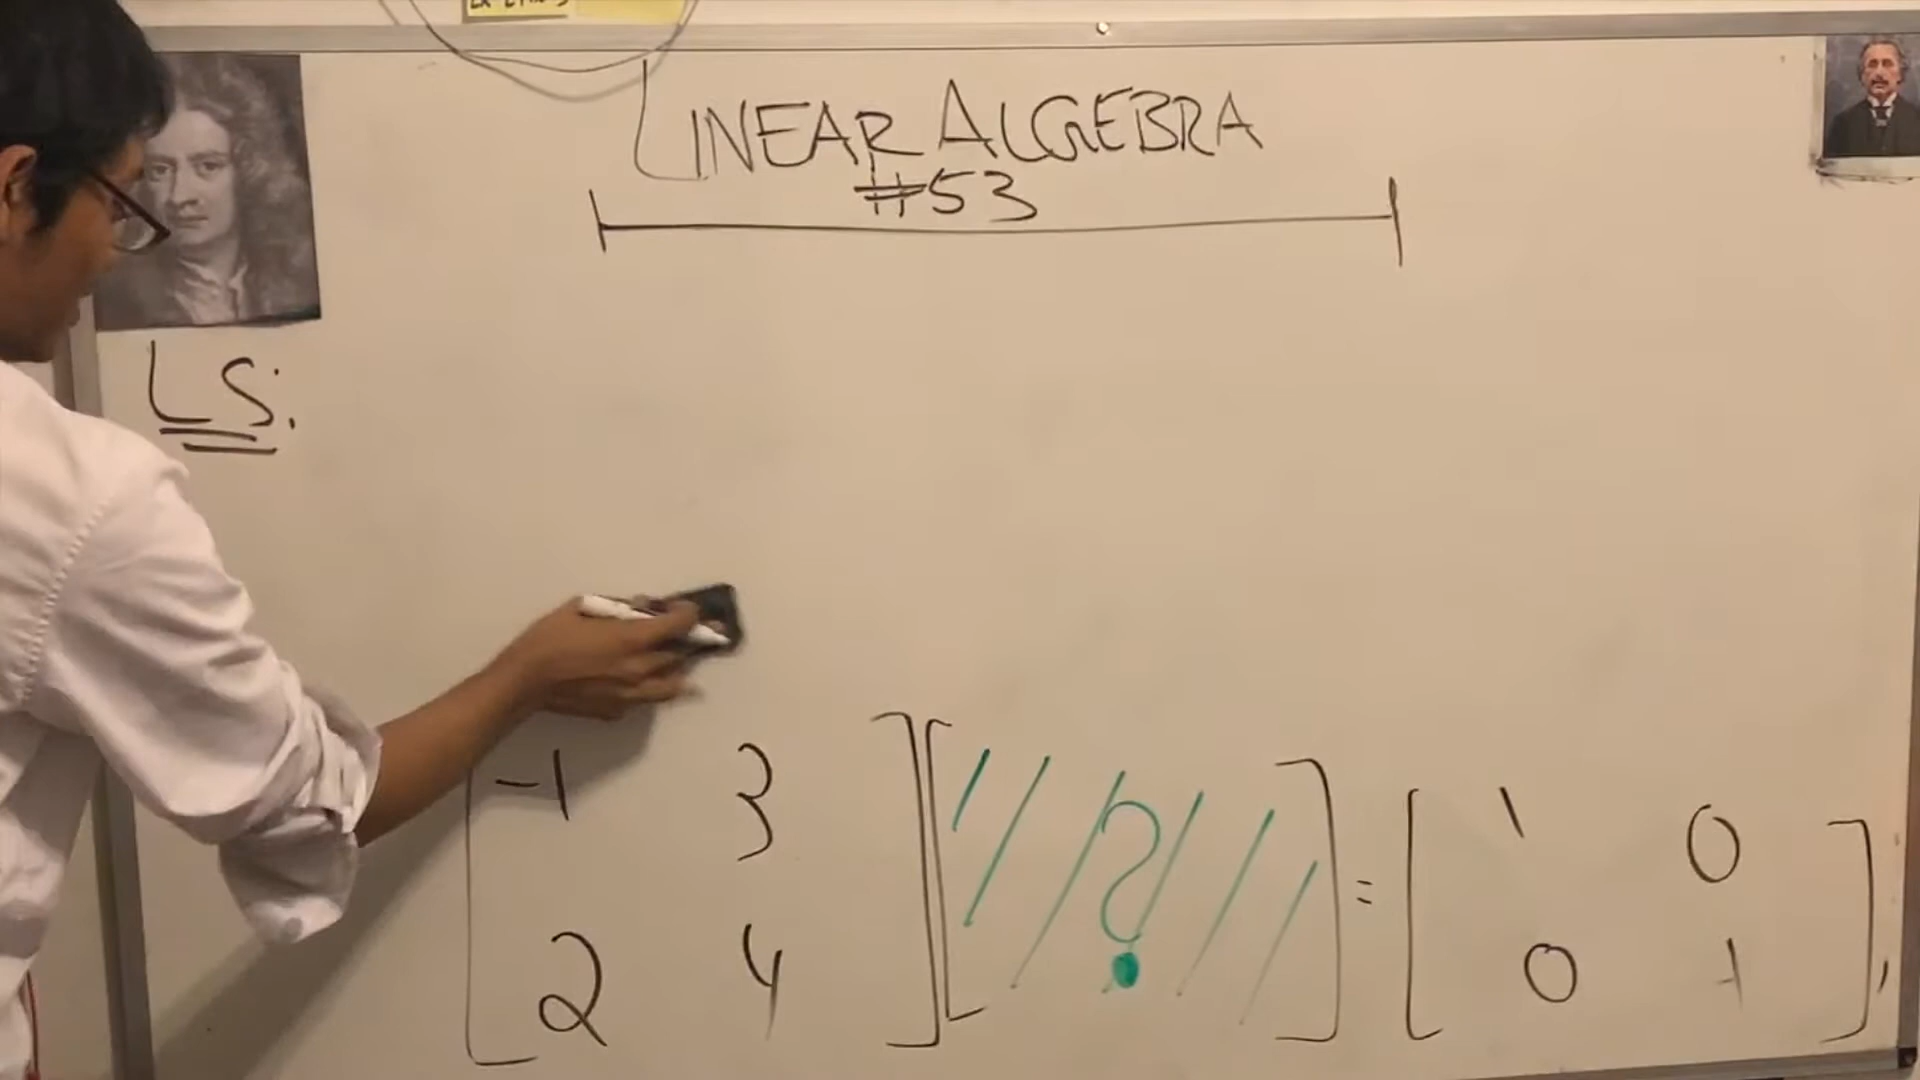 LINEAR ALGEBRA
#53
LS:
[ -1 3 ] [ ? ] = [ 1 0 ]
[ 2 4 ] [ 0 1 ] ,